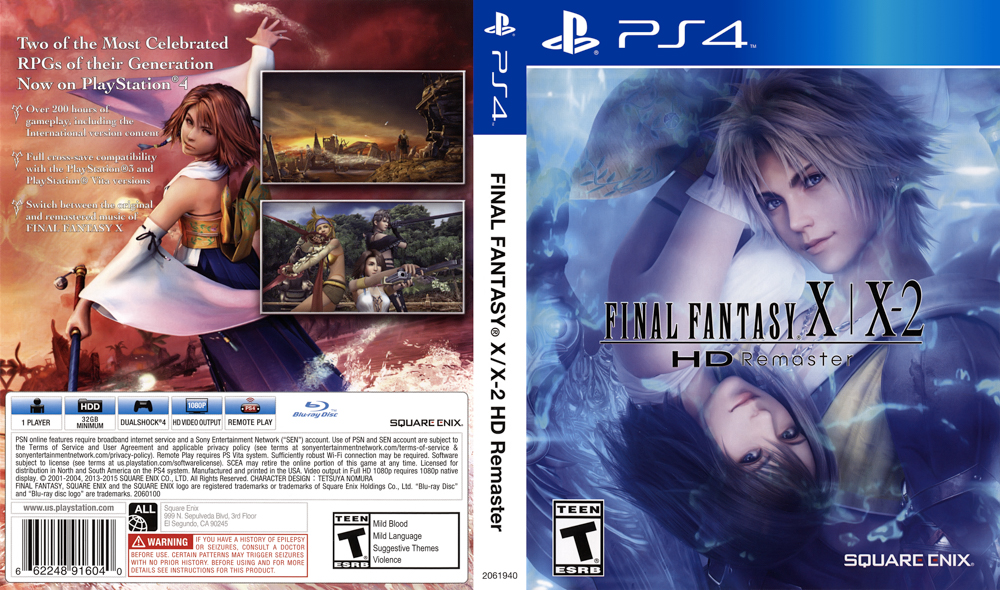 Two of the Most Celebrated
RPGs of their Generation
Now on PlayStation®4
Over 200 hours of
gameplay, including the
International version content
Full cross-save compatibility
with the PlayStation®3 and
PlayStation® Vita versions
Switch between the original
and remastered music of
FINAL FANTASY X
1 PLAYER
HDD
32GB
MINIMUM
DUALSHOCK®4
1080P
HD VIDEO OUTPUT
PS4
REMOTE PLAY
Blu-ray Disc™
SQUARE ENIX.
PSN online features require broadband internet service and a Sony Entertainment Network ("SEN") account. Use of PSN and SEN account are subject to
the Terms of Service and User Agreement and applicable privacy policy (see terms at sonyentertainmentnetwork.com/terms-of-service &
sonyentertainmentnetwork.com/privacy-policy). Remote Play requires PS Vita system. Sufficiently robust Wi-Fi connection may be required. Software
subject to license (see terms at us.playstation.com/softwarelicense). SCEA may retire the online portion of this game at any time. Licensed for
distribution in North and South America on the PS4 system. Manufactured and printed in the USA. Video output in Full HD 1080p requires 1080p native
display. © 2001-2004, 2013-2015 SQUARE ENIX CO., LTD. All Rights Reserved. CHARACTER DESIGN : TETSUYA NOMURA
FINAL FANTASY, SQUARE ENIX and the SQUARE ENIX logo are registered trademarks or trademarks of Square Enix Holdings Co., Ltd. "Blu-ray Disc"
and "Blu-ray disc logo" are trademarks. 2060100
www.us.playstation.com
ALL
Square Enix
999 N. Sepulveda Blvd, 3rd Floor
El Segundo, CA 90245
WARNING
IF YOU HAVE A HISTORY OF EPILEPSY
OR SEIZURES, CONSULT A DOCTOR
BEFORE USE. CERTAIN PATTERNS MAY TRIGGER SEIZURES
WITH NO PRIOR HISTORY. BEFORE USING AND FOR MORE
DETAILS SEE INSTRUCTIONS FOR THIS PRODUCT.
6 62248 91604 0
TEEN
T
ESRB
Mild Blood
Mild Language
Suggestive Themes
Violence
PS4™
FINAL FANTASY® X/X-2 HD Remaster
2061940
PS4™
FINAL FANTASY X | X-2
HD Remaster
TEEN
T
ESRB
SQUARE ENIX.